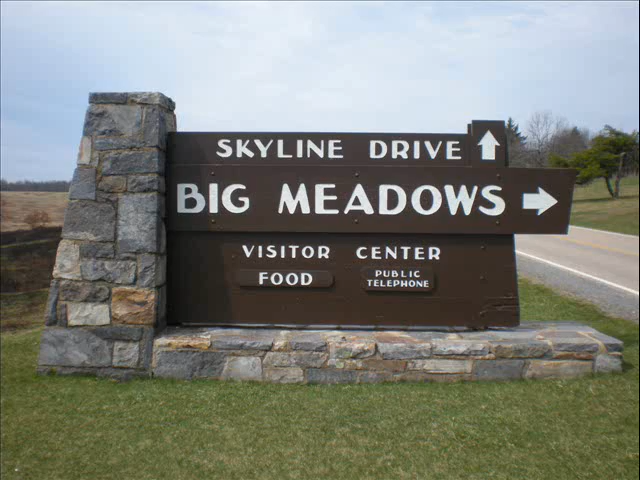 SKYLINE DRIVE
BIG MEADOWS
VISITOR CENTER
FOOD
PUBLIC
TELEPHONE